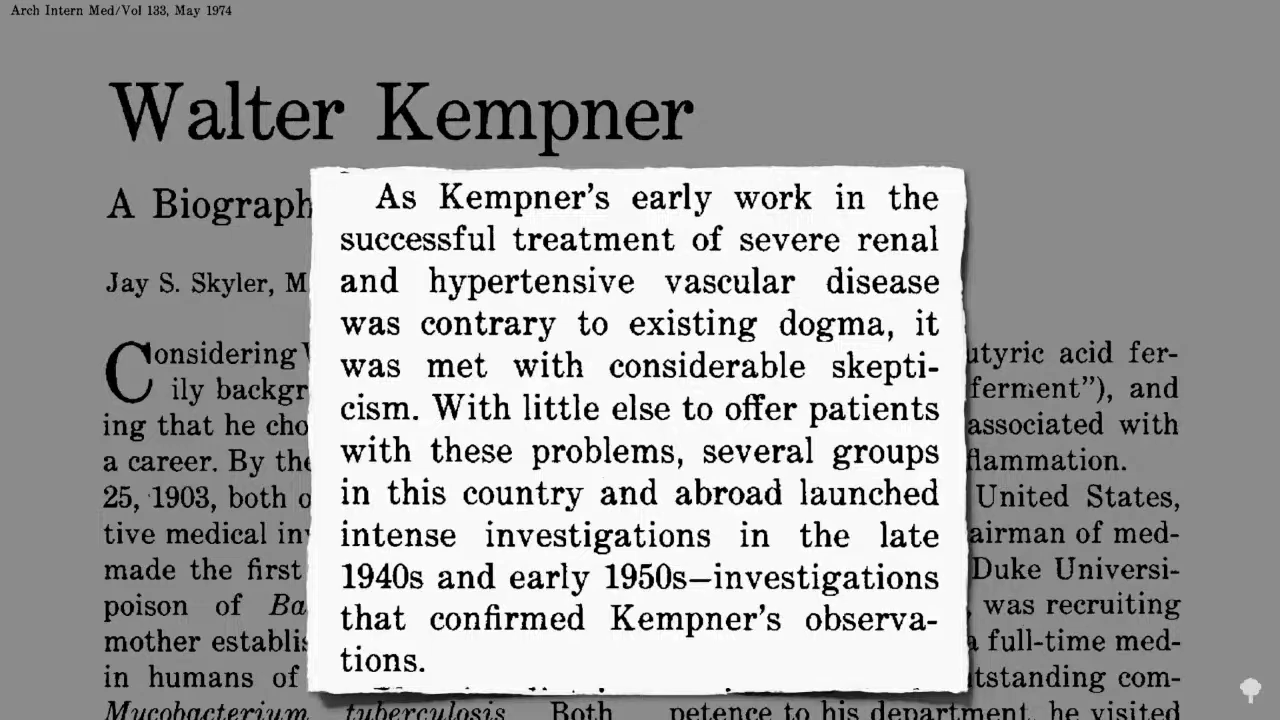 Arch Intern Med/Vol 133, May 1974
Walter Kempner
A Biograph
Jay S. Skyler, M
As Kempner's early work in the
successful treatment of severe renal
and hypertensive vascular disease
was contrary to existing dogma, it
was met with considerable skepti-
cism. With little else to offer patients
with these problems, several groups
in this country and abroad launched
intense investigations in the late
1940s and early 1950s—investigations
that confirmed Kempner's observa-
tions.
Considering
ily backgr
ing that he cho
a career. By the
25, 1903, both o
tive medical in
made the first
poison of Ba
mother establis
in humans of
Mycobacterium tuberculosis Both
utyric acid fer-
ferment"), and
associated with
flammation.
United States,
airman of med-
Duke Universi-
was recruiting
a full-time med-
tstanding com-
petence to his department, he visited